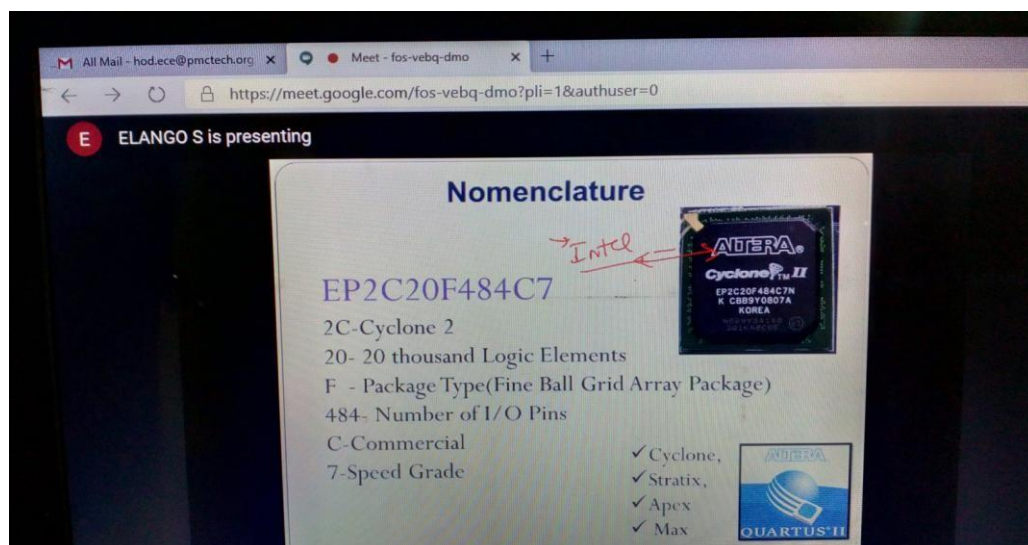 All Mail - hod.ece@pmctech.org
Meet - fos-vebq-dmo
https://meet.google.com/fos-vebq-dmo?pli=1&authuser=0
E
ELANGO S is presenting
Nomenclature
Intel
ALTERA®
Cyclone™ II
EP2C20F484C7N
K CBB9Y0807A
KOREA
EP2C20F484C7
2C-Cyclone 2
20- 20 thousand Logic Elements
F - Package Type(Fine Ball Grid Array Package)
484- Number of I/O Pins
C-Commercial
7-Speed Grade
✓ Cyclone,
✓ Stratix,
✓ Apex
✓ Max
ALTERA
QUARTUS® II